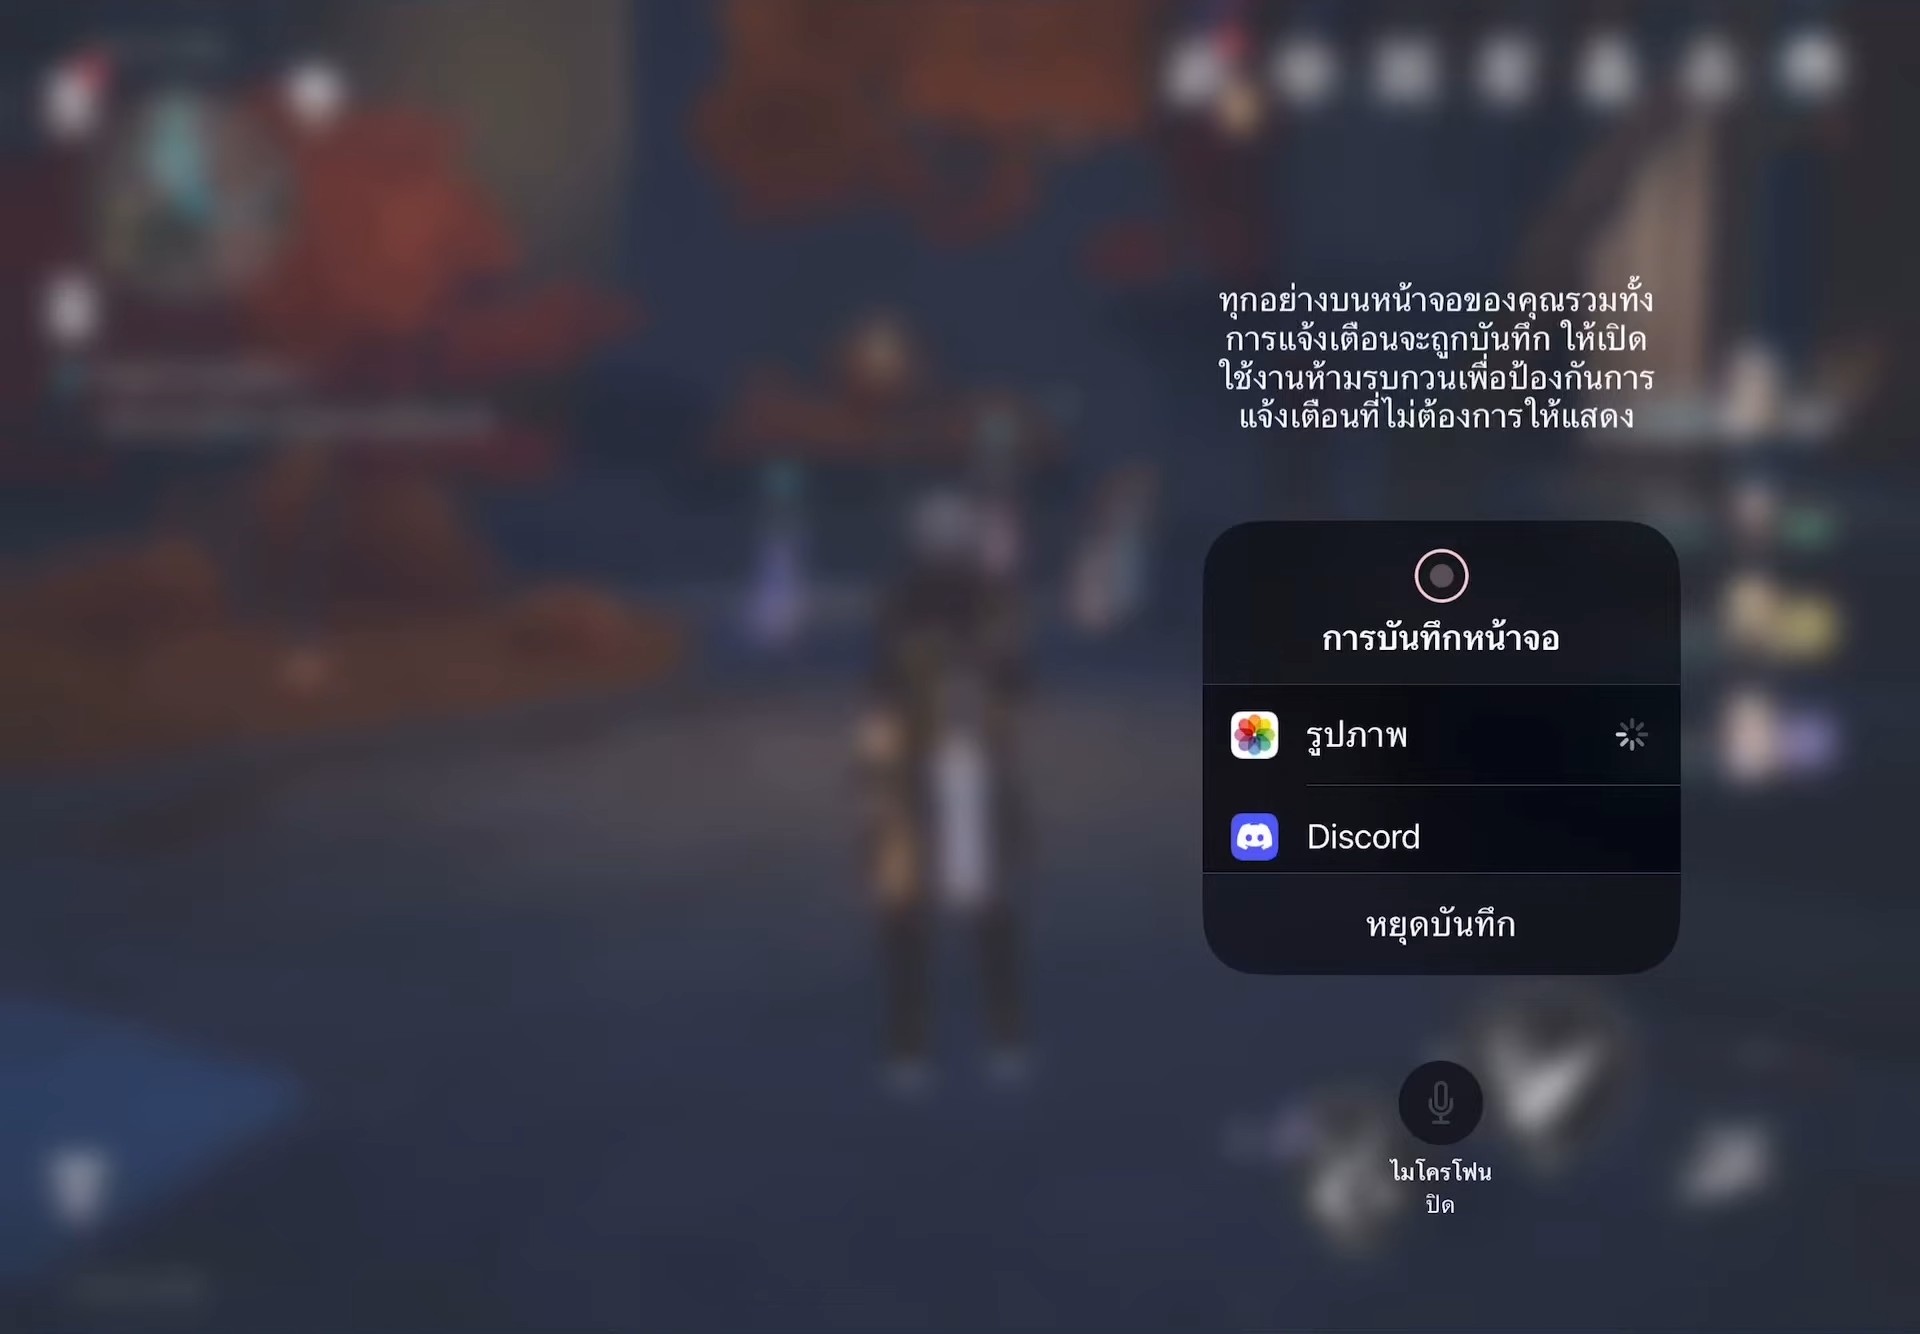 ทุกอย่างบนหน้าจอของคุณรวมทั้ง
การแจ้งเตือนจะถูกบันทึก ให้เปิด
ใช้งานห้ามรบกวนเพื่อป้องกันการ
แจ้งเตือนที่ไม่ต้องการให้แสดง
การบันทึกหน้าจอ
รูปภาพ
Discord
หยุดบันทึก
ไมโครโฟน
ปิด